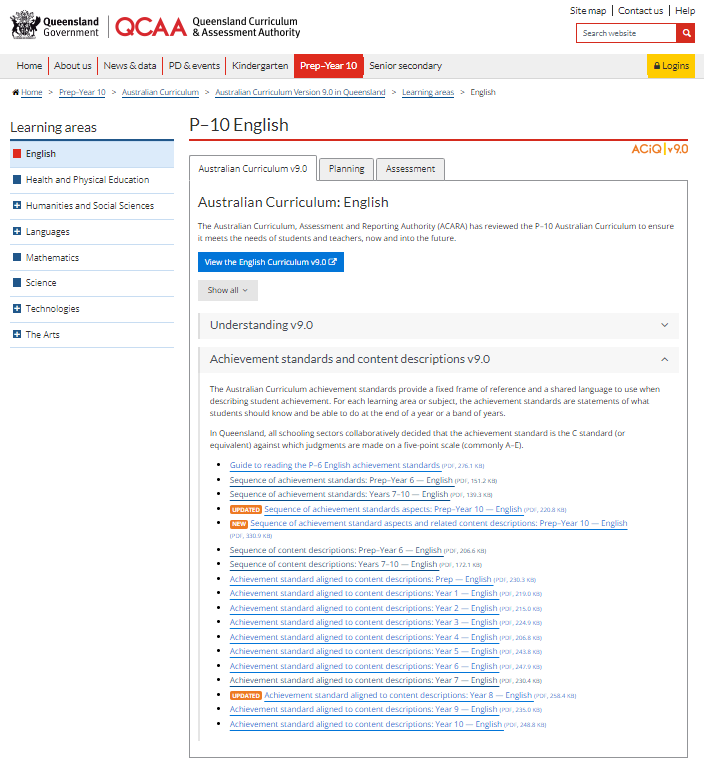 Site map Contact us Help
Queensland Government
QCAA Queensland Curriculum & Assessment Authority
Search website
Home About us News & data PD & events Kindergarten Prep–Year 10 Senior secondary Logins
Home > Prep–Year 10 > Australian Curriculum > Australian Curriculum Version 9.0 in Queensland > Learning areas > English
Learning areas
English
Health and Physical Education
Humanities and Social Sciences
Languages
Mathematics
Science
Technologies
The Arts
P–10 English
ACiQ v9.0
Australian Curriculum v9.0 Planning Assessment
Australian Curriculum: English
The Australian Curriculum, Assessment and Reporting Authority (ACARA) has reviewed the P–10 Australian Curriculum to ensure
it meets the needs of students and teachers, now and into the future.
View the English Curriculum v9.0
Show all
Understanding v9.0
Achievement standards and content descriptions v9.0
The Australian Curriculum achievement standards provide a fixed frame of reference and a shared language to use when
describing student achievement. For each learning area or subject, the achievement standards are statements of what
students should know and be able to do at the end of a year or a band of years.
In Queensland, all schooling sectors collaboratively decided that the achievement standard is the C standard (or
equivalent) against which judgments are made on a five-point scale (commonly A–E).
Guide to reading the P–6 English achievement standards (PDF, 276.1 KB)
Sequence of achievement standards: Prep–Year 6 — English (PDF, 151.2 KB)
Sequence of achievement standards: Years 7–10 — English (PDF, 139.3 KB)
UPDATED Sequence of achievement standards aspects: Prep–Year 10 — English (PDF, 220.8 KB)
NEW Sequence of achievement standard aspects and related content descriptions: Prep–Year 10 — English
(PDF, 330.9 KB)
Sequence of content descriptions: Prep–Year 6 — English (PDF, 206.6 KB)
Sequence of content descriptions: Years 7–10 — English (PDF, 172.1 KB)
Achievement standard aligned to content descriptions: Prep — English (PDF, 230.3 KB)
Achievement standard aligned to content descriptions: Year 1 — English (PDF, 219.0 KB)
Achievement standard aligned to content descriptions: Year 2 — English (PDF, 215.0 KB)
Achievement standard aligned to content descriptions: Year 3 — English (PDF, 224.9 KB)
Achievement standard aligned to content descriptions: Year 4 — English (PDF, 206.8 KB)
Achievement standard aligned to content descriptions: Year 5 — English (PDF, 243.8 KB)
Achievement standard aligned to content descriptions: Year 6 — English (PDF, 247.9 KB)
Achievement standard aligned to content descriptions: Year 7 — English (PDF, 230.4 KB)
UPDATED Achievement standard aligned to content descriptions: Year 8 — English (PDF, 258.4 KB)
Achievement standard aligned to content descriptions: Year 9 — English (PDF, 235.0 KB)
Achievement standard aligned to content descriptions: Year 10 — English (PDF, 248.8 KB)